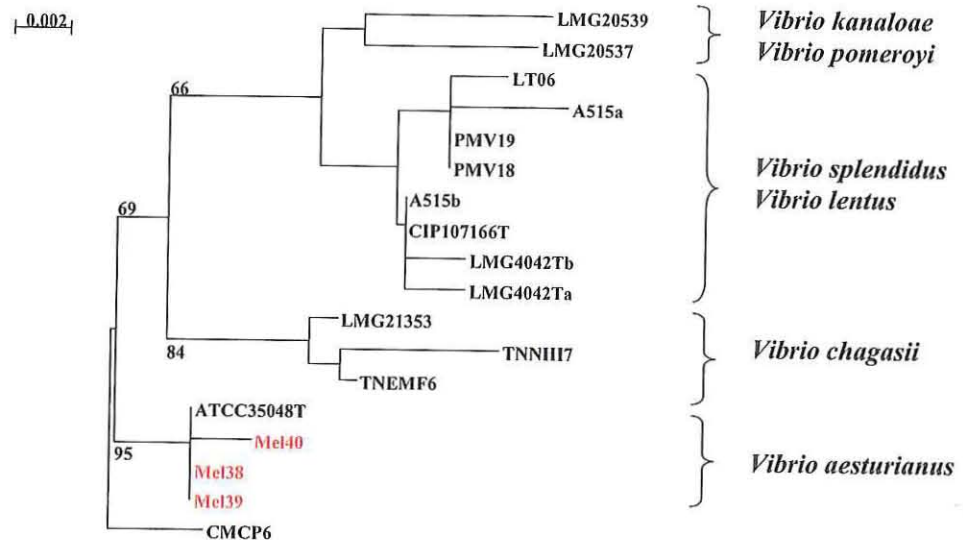 0.002
LMG20539
LMG20537
Vibrio kanaloae
Vibrio pomeroyi
66
LT06
A515a
PMV19
PMV18
A515b
CIP107166T
LMG4042Tb
LMG4042Ta
Vibrio splendidus
Vibrio lentus
69
LMG21353
TNNIII7
TNEMF6
84
Vibrio chagasii
ATCC35048T
Mel40
Mel38
Mel39
95
Vibrio aesturianus
CMCP6